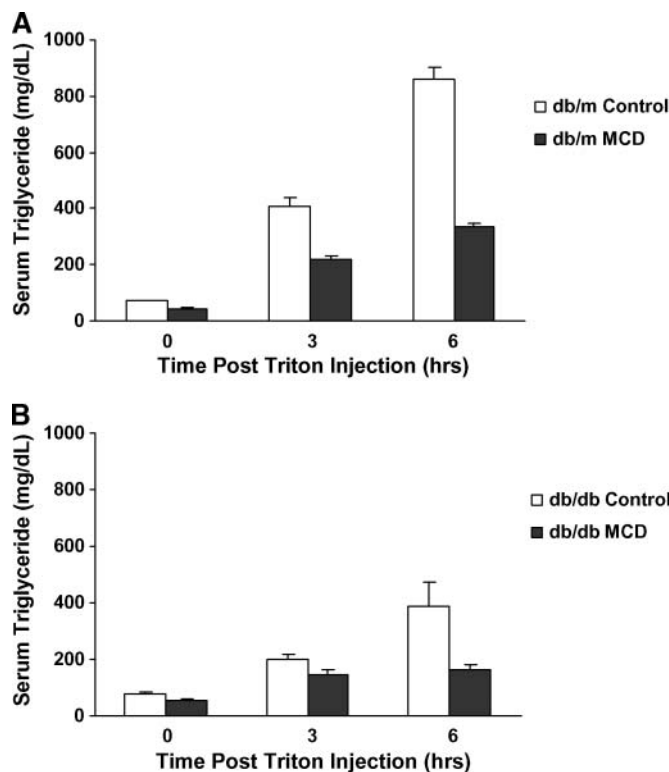 A
Serum Triglyceride (mg/dL)
1000
800
600
400
200
0
0 3 6
Time Post Triton Injection (hrs)
db/m Control
db/m MCD
B
Serum Triglyceride (mg/dL)
1000
800
600
400
200
0
0 3 6
Time Post Triton Injection (hrs)
db/db Control
db/db MCD